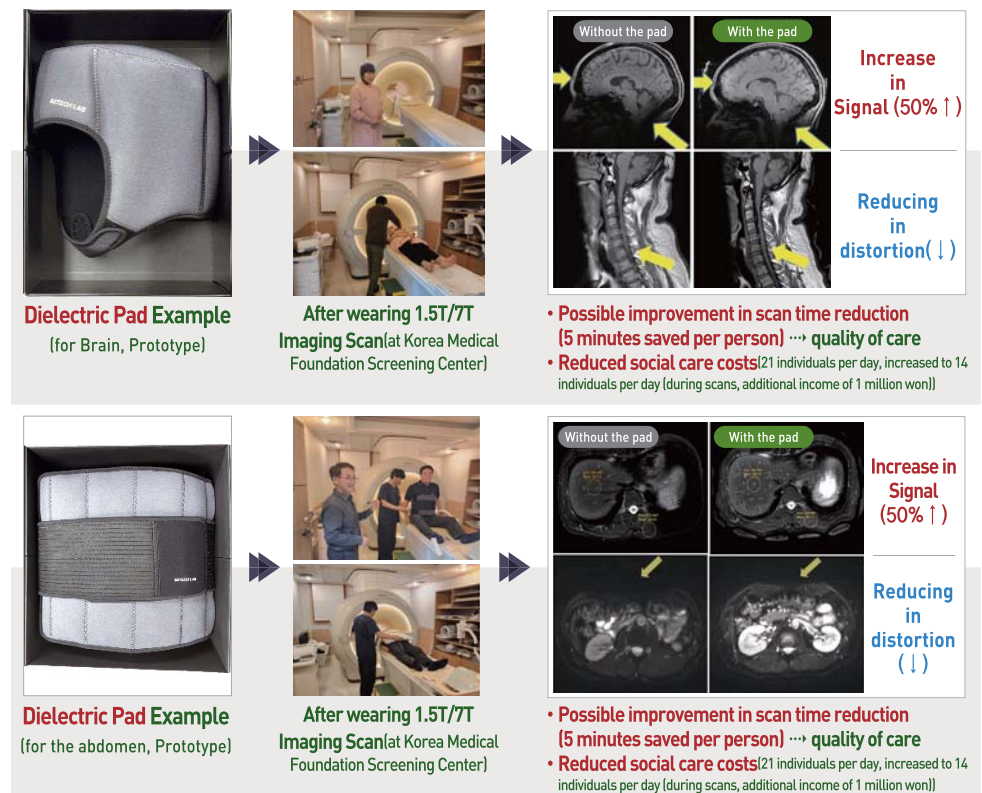 Without the pad
With the pad
Increase
in
Signal (50% ↑)
Reducing
in
distortion(↓)
Dielectric Pad Example
(for Brain, Prototype)
After wearing 1.5T/7T
Imaging Scan(at Korea Medical
Foundation Screening Center)
• Possible improvement in scan time reduction
(5 minutes saved per person) ⋯➝ quality of care
• Reduced social care costs(21 individuals per day, increased to 14
individuals per day (during scans, additional income of 1 million won))
Without the pad
With the pad
Increase in
Signal
(50% ↑)
Reducing
in
distortion
(↓)
Dielectric Pad Example
(for the abdomen, Prototype)
After wearing 1.5T/7T
Imaging Scan(at Korea Medical
Foundation Screening Center)
• Possible improvement in scan time reduction
(5 minutes saved per person) ⋯➝ quality of care
• Reduced social care costs(21 individuals per day, increased to 14
individuals per day (during scans, additional income of 1 million won))